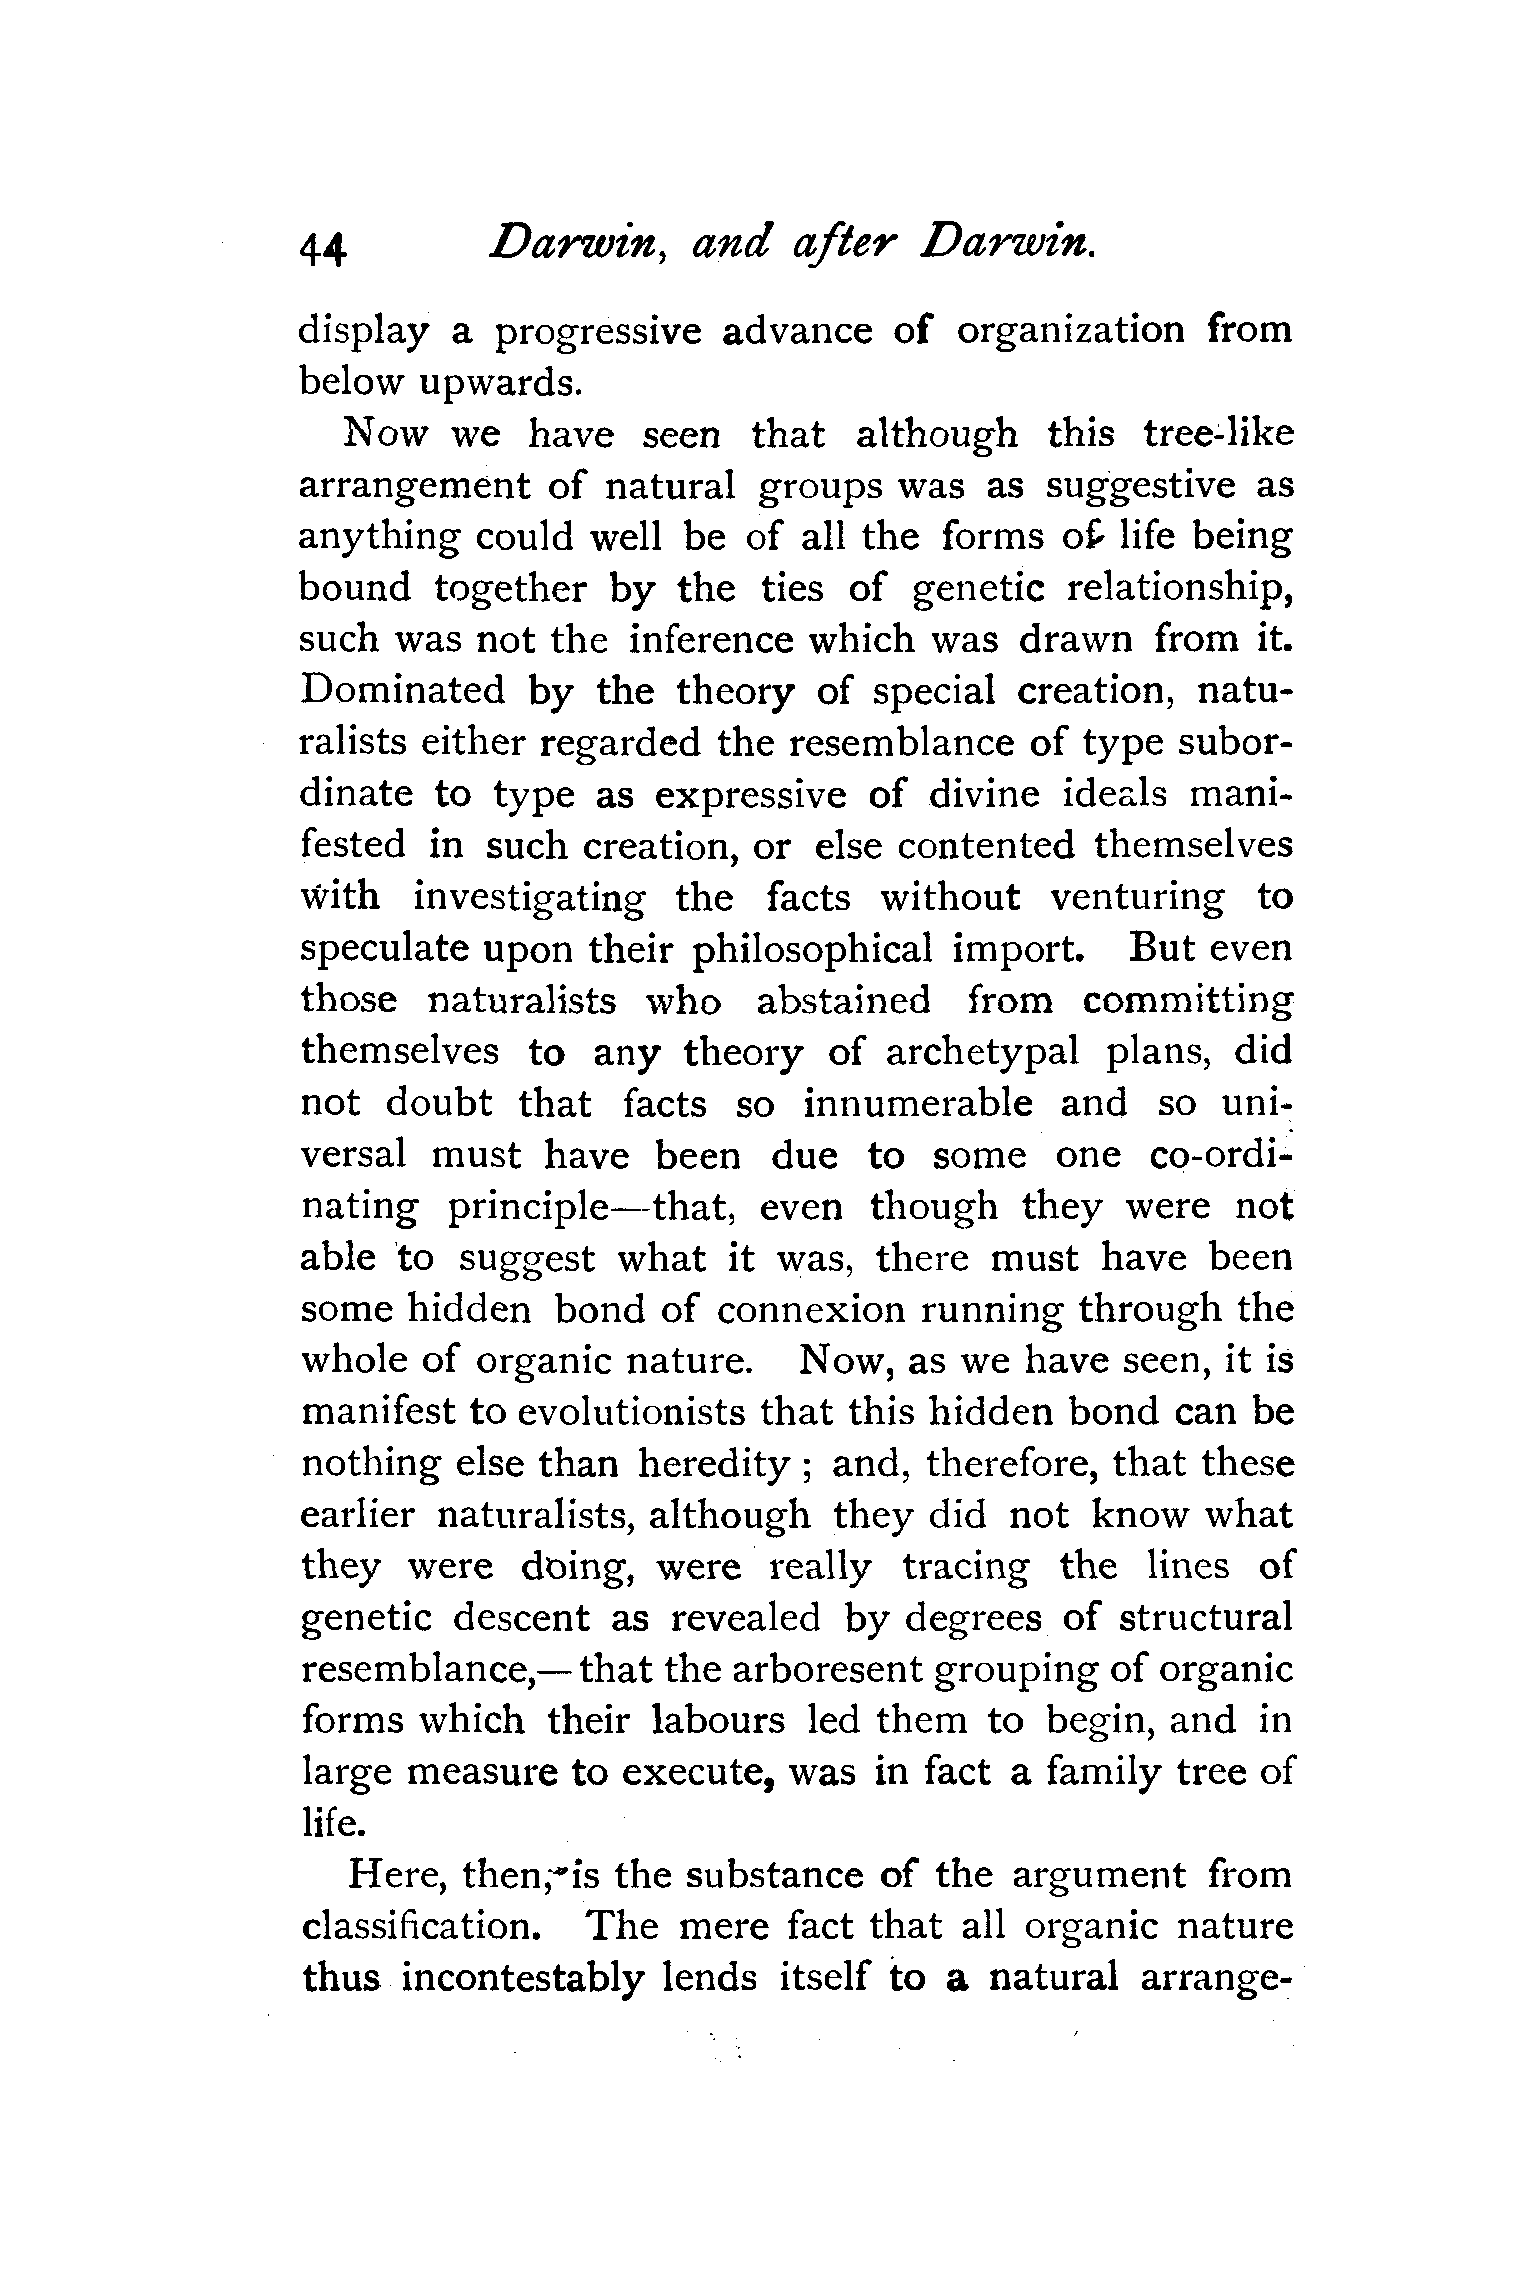 44 Darwin, and after Darwin.
display a progressive advance of organization from
below upwards.
Now we have seen that although this tree-like
arrangement of natural groups was as suggestive as
anything could well be of all the forms of life being
bound together by the ties of genetic relationship,
such was not the inference which was drawn from it.
Dominated by the theory of special creation, natu-
ralists either regarded the resemblance of type subor-
dinate to type as expressive of divine ideals mani-
fested in such creation, or else contented themselves
with investigating the facts without venturing to
speculate upon their philosophical import. But even
those naturalists who abstained from committing
themselves to any theory of archetypal plans, did
not doubt that facts so innumerable and so uni-
versal must have been due to some one co-ordi-
nating principle—that, even though they were not
able to suggest what it was, there must have been
some hidden bond of connexion running through the
whole of organic nature. Now, as we have seen, it is
manifest to evolutionists that this hidden bond can be
nothing else than heredity ; and, therefore, that these
earlier naturalists, although they did not know what
they were doing, were really tracing the lines of
genetic descent as revealed by degrees of structural
resemblance,—that the arboresent grouping of organic
forms which their labours led them to begin, and in
large measure to execute, was in fact a family tree of
life.
Here, then, is the substance of the argument from
classification. The mere fact that all organic nature
thus incontestably lends itself to a natural arrange-